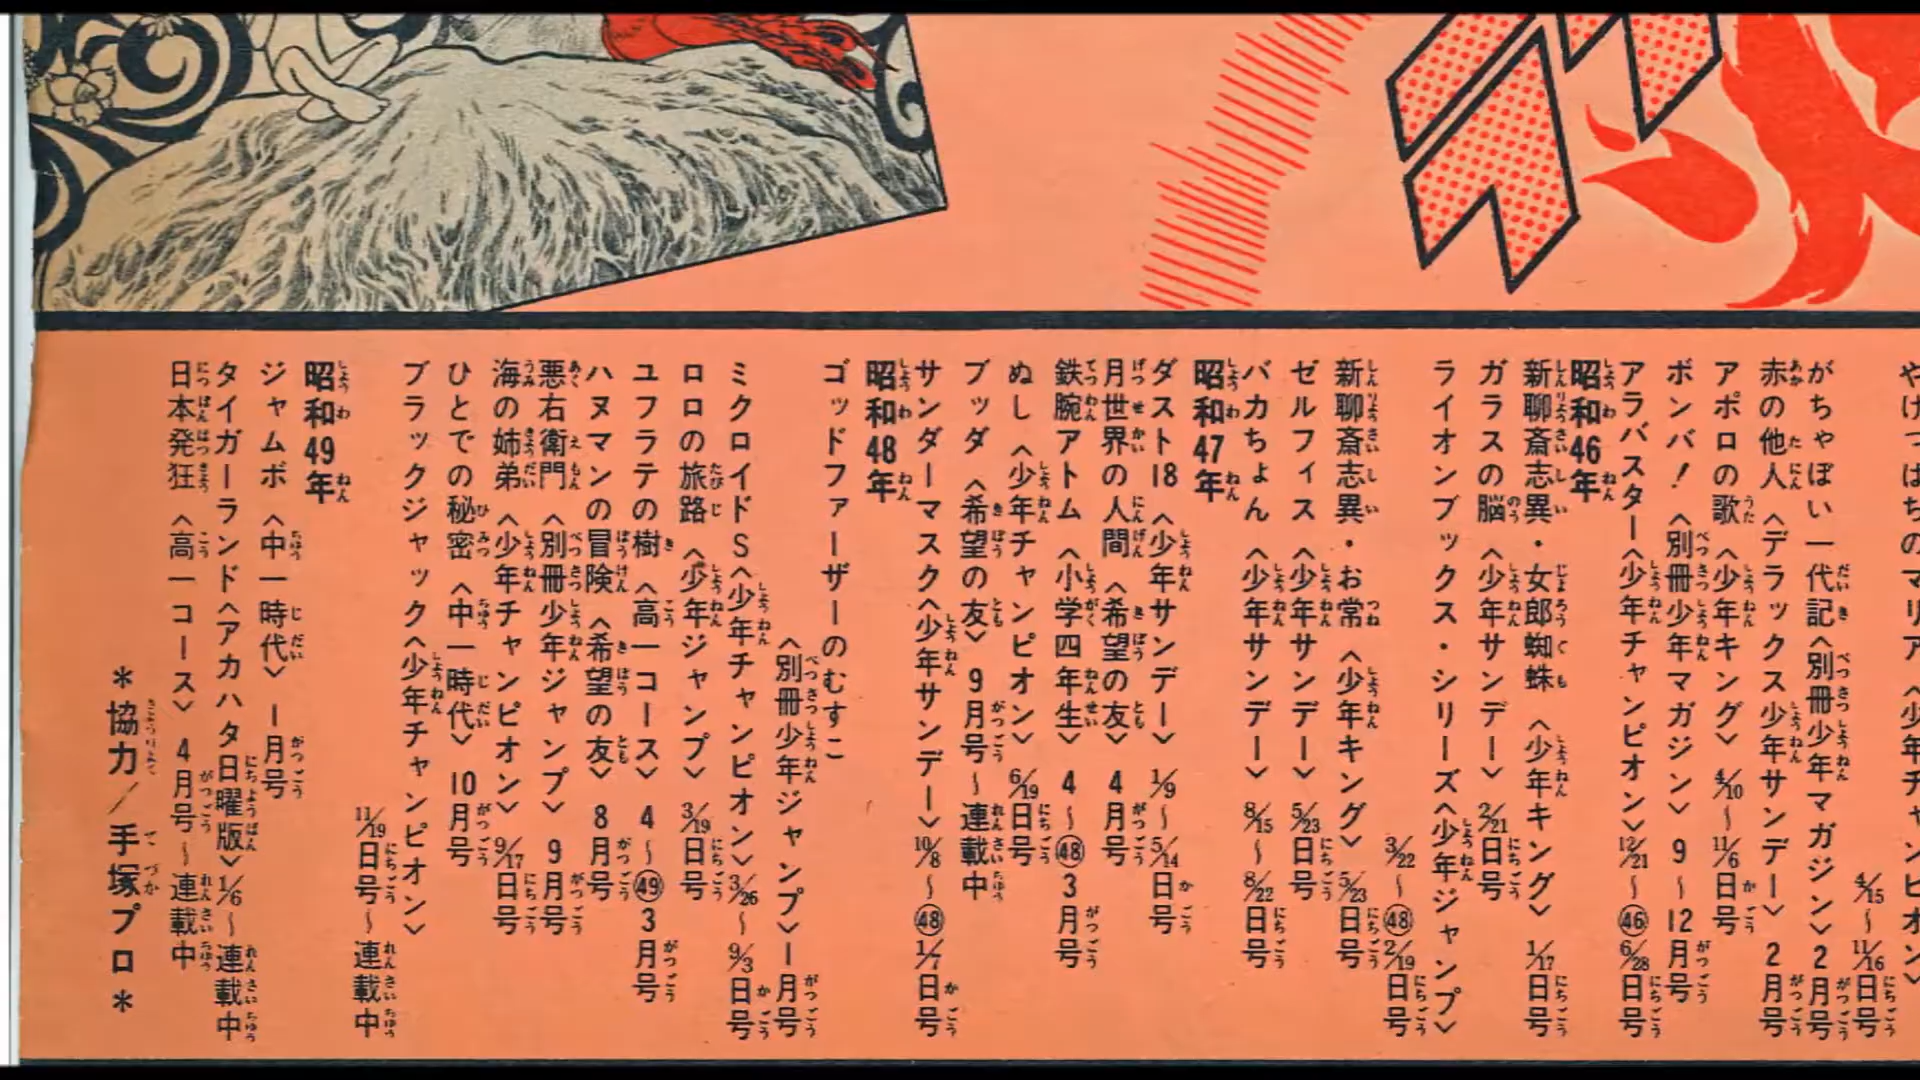 やけっぱちのマリア〈少年チャンピオン〉
4/15～11/16日号
がちゃぽい一代記〈別冊少年マガジン〉2月号
赤の他人〈デラックス少年サンデー〉2月号
アポロの歌〈少年キング〉4/10～11/6日号
ボンバ！〈別冊少年マガジン〉9～12月号
アラバスター〈少年チャンピオン〉12/21～㊻6/28日号
昭和46年
新聊斎志異・女郎蜘蛛〈少年キング〉1/17日号
ガラスの脳〈少年サンデー〉2/21日号
ライオンブックス・シリーズ〈少年ジャンプ〉
3/22～㊽2/19日号
新聊斎志異・お常〈少年キング〉5/23日号
ゼルフィス〈少年サンデー〉5/23日号
バカちょん〈少年サンデー〉8/15～8/22日号
昭和47年
ダスト18〈少年サンデー〉1/9～5/14日号
月世界の人間〈希望の友〉4月号
鉄腕アトム〈小学四年生〉4～㊽3月号
ぬし〈少年チャンピオン〉6/19日号
ブッダ〈希望の友〉9月号～連載中
サンダーマスク〈少年サンデー〉10/8～㊽1/7日号
昭和48年
ゴッドファーザーのむすこ
〈別冊少年ジャンプ〉1月号
ミクロイドS〈少年チャンピオン〉3/26～9/3日号
ロロの旅路〈少年ジャンプ〉3/19日号
ユフラテの樹〈高一コース〉4～㊾3月号
ハヌマンの冒険〈希望の友〉8月号
悪右衛門〈別冊少年ジャンプ〉9月号
海の姉弟〈少年チャンピオン〉9/17日号
ひとでの秘密〈中一時代〉10月号
ブラックジャック〈少年チャンピオン〉
11/19日号～連載中
昭和49年
ジャムボ〈中一時代〉1月号
タイガーランド〈アカハタ日曜版〉1/6～連載中
日本発狂〈高一コース〉4月号～連載中
＊協力／手塚プロ＊